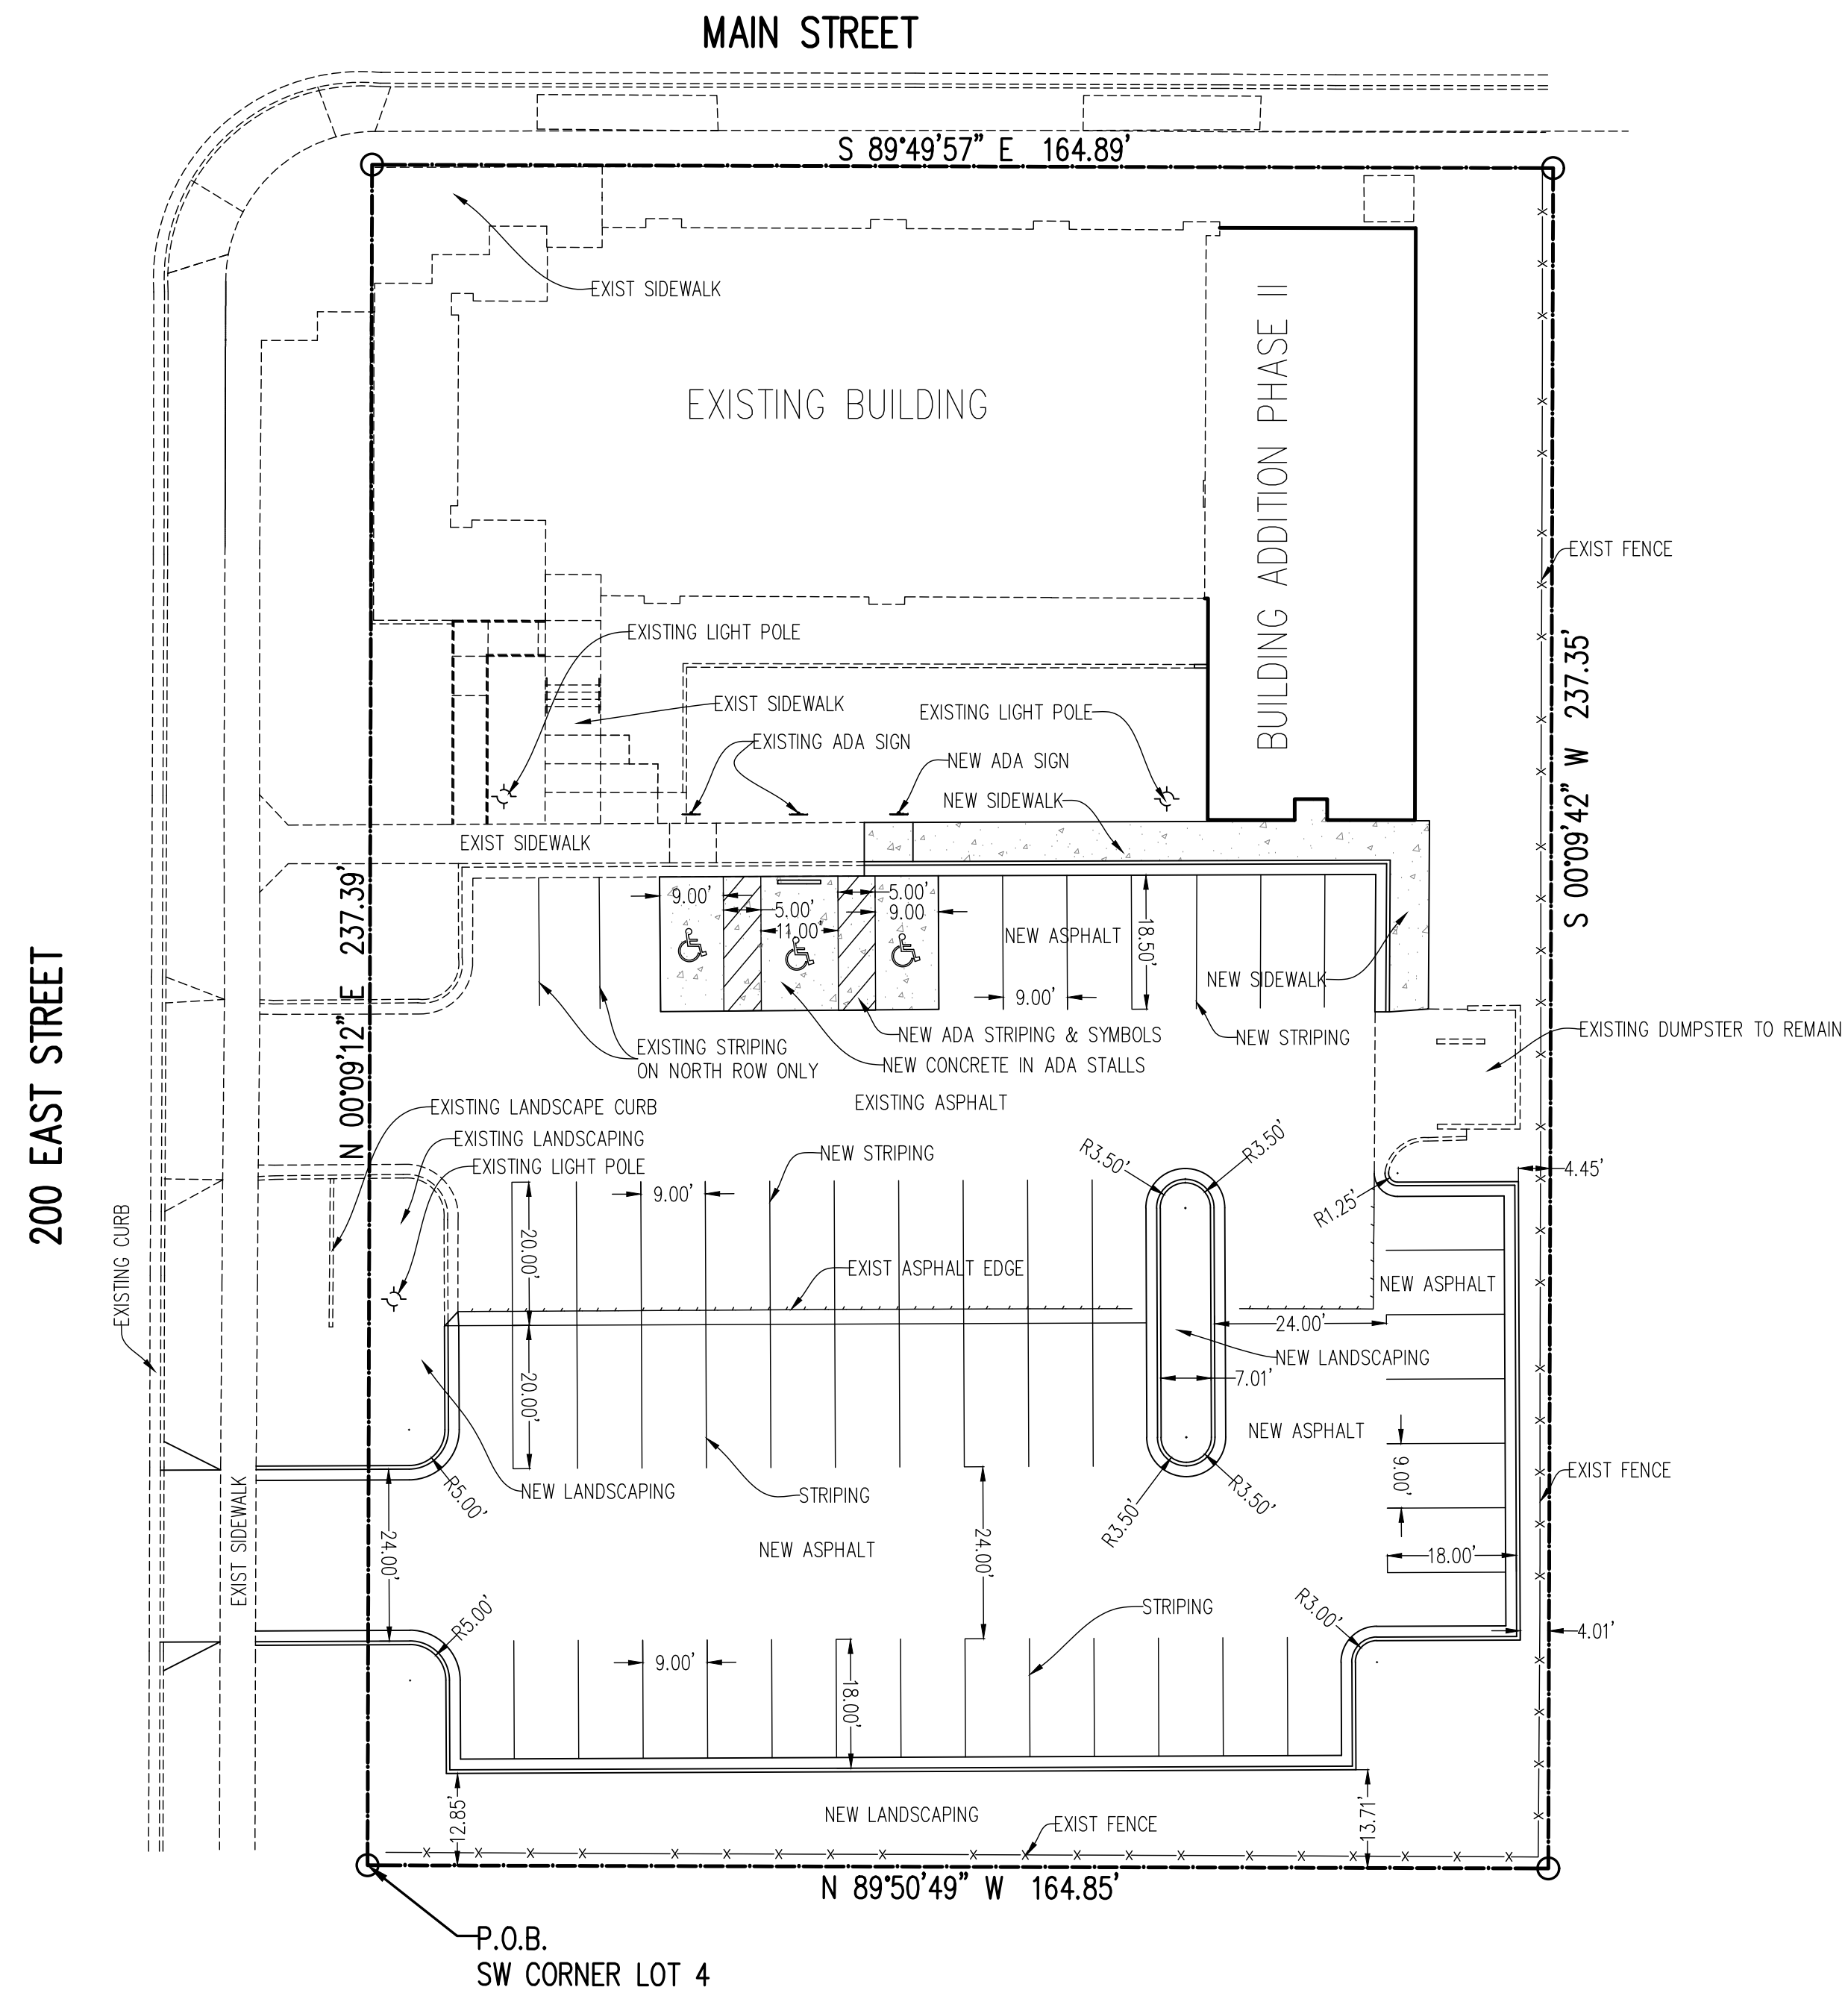 MAIN STREET
S 89°49'57" E 164.89'
EXIST SIDEWALK
EXISTING BUILDING
BUILDING ADDITION PHASE II
EXIST FENCE
EXISTING LIGHT POLE
S 00°09'42" W 237.35'
EXIST SIDEWALK
EXISTING LIGHT POLE
EXISTING ADA SIGN
NEW ADA SIGN
NEW SIDEWALK
EXIST SIDEWALK
N 00°09'12" E 237.39'
9.00'
5.00'
5.00'
9.00
11.00'
NEW ASPHALT
18.50'
NEW SIDEWALK
9.00'
200 EAST STREET
EXISTING STRIPING
ON NORTH ROW ONLY
NEW ADA STRIPING & SYMBOLS
NEW STRIPING
EXISTING DUMPSTER TO REMAIN
NEW CONCRETE IN ADA STALLS
EXISTING ASPHALT
EXISTING LANDSCAPE CURB
EXISTING LANDSCAPING
EXISTING LIGHT POLE
NEW STRIPING
R3.50'
R3.50'
4.45'
9.00'
R1.25'
20.00'
EXISTING CURB
EXIST ASPHALT EDGE
NEW ASPHALT
24.00'
NEW LANDSCAPING
20.00'
7.01'
NEW ASPHALT
EXIST FENCE
9.00'
R5.00'
NEW LANDSCAPING
STRIPING
R3.50'
R3.50'
EXIST SIDEWALK
24.00'
NEW ASPHALT
24.00'
18.00'
R5.00'
STRIPING
R3.00'
4.01'
9.00'
18.00'
12.85'
NEW LANDSCAPING
EXIST FENCE
13.71'
N 89°50'49" W 164.85'
P.O.B.
SW CORNER LOT 4